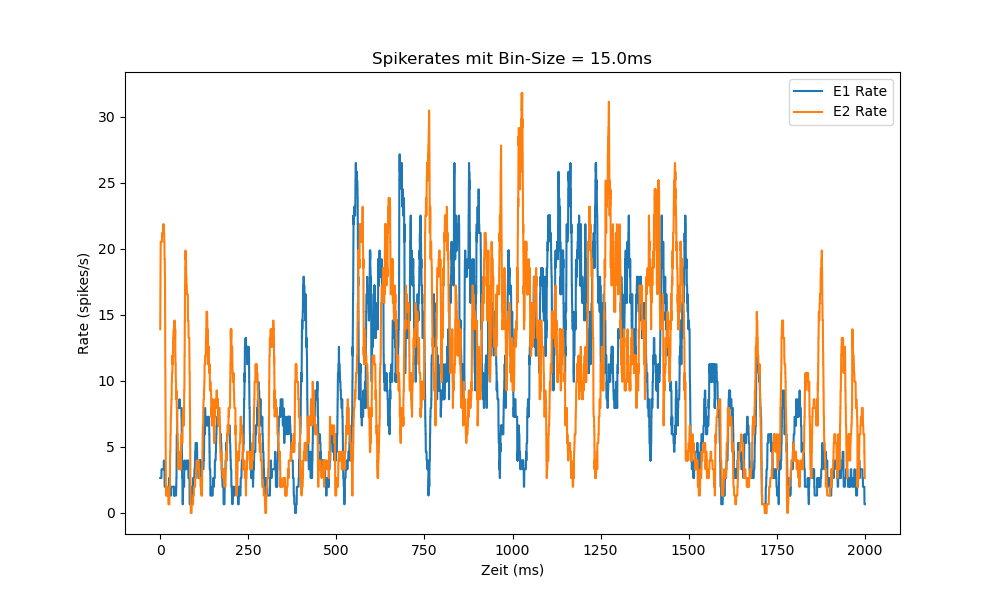 Spikerates mit Bin-Size = 15.0ms
E1 Rate
E2 Rate
Rate (spikes/s)
30
25
20
15
10
5
0
0 250 500 750 1000 1250 1500 1750 2000
Zeit (ms)